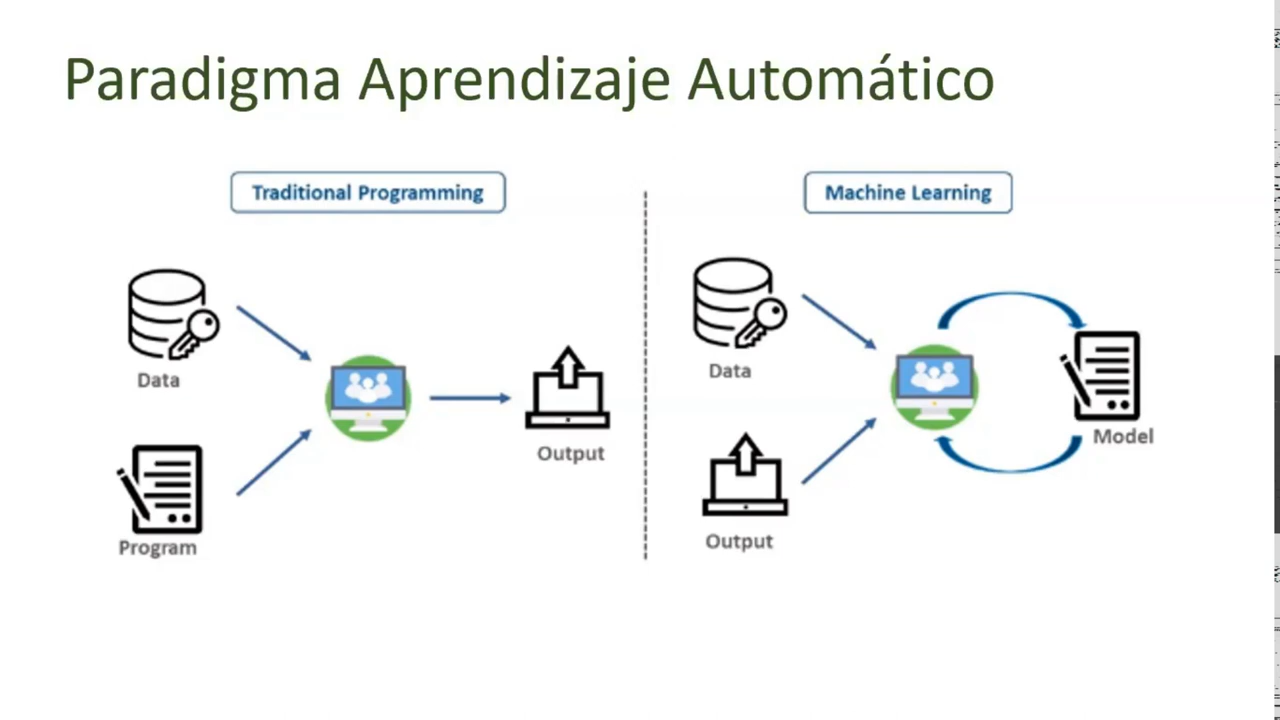 Paradigma Aprendizaje Automático
Traditional Programming
Data
Program
Output
Machine Learning
Data
Output
Model